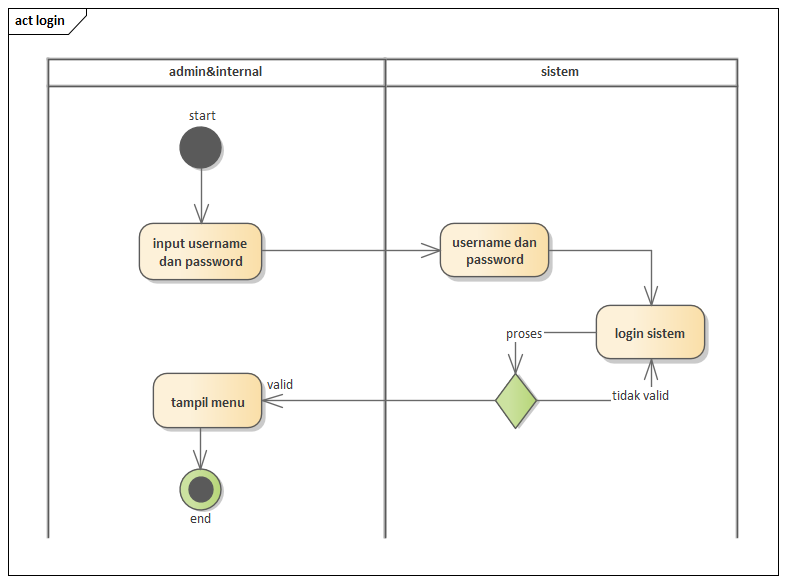 act login
admin&internal
sistem
start
input username
dan password
username dan
password
login sistem
proses
tidak valid
valid
tampil menu
end